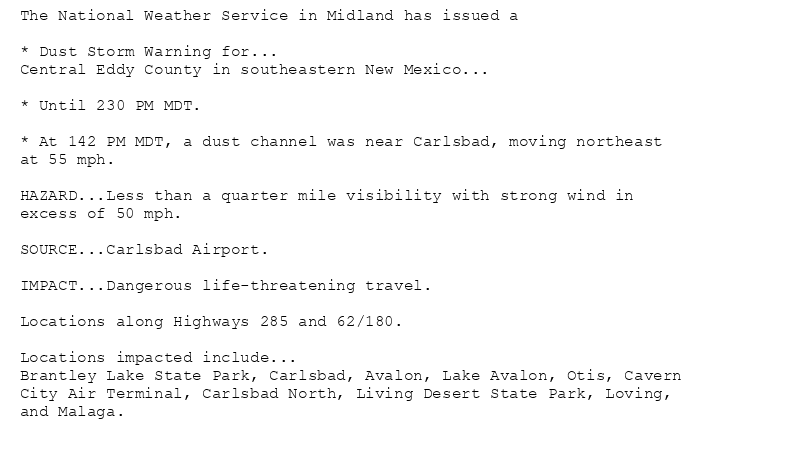 The National Weather Service in Midland has issued a
* Dust Storm Warning for...
Central Eddy County in southeastern New Mexico...
* Until 230 PM MDT.
* At 142 PM MDT, a dust channel was near Carlsbad, moving northeast
at 55 mph.
HAZARD...Less than a quarter mile visibility with strong wind in
excess of 50 mph.
SOURCE...Carlsbad Airport.
IMPACT...Dangerous life-threatening travel.
Locations along Highways 285 and 62/180.
Locations impacted include...
Brantley Lake State Park, Carlsbad, Avalon, Lake Avalon, Otis, Cavern
City Air Terminal, Carlsbad North, Living Desert State Park, Loving,
and Malaga.